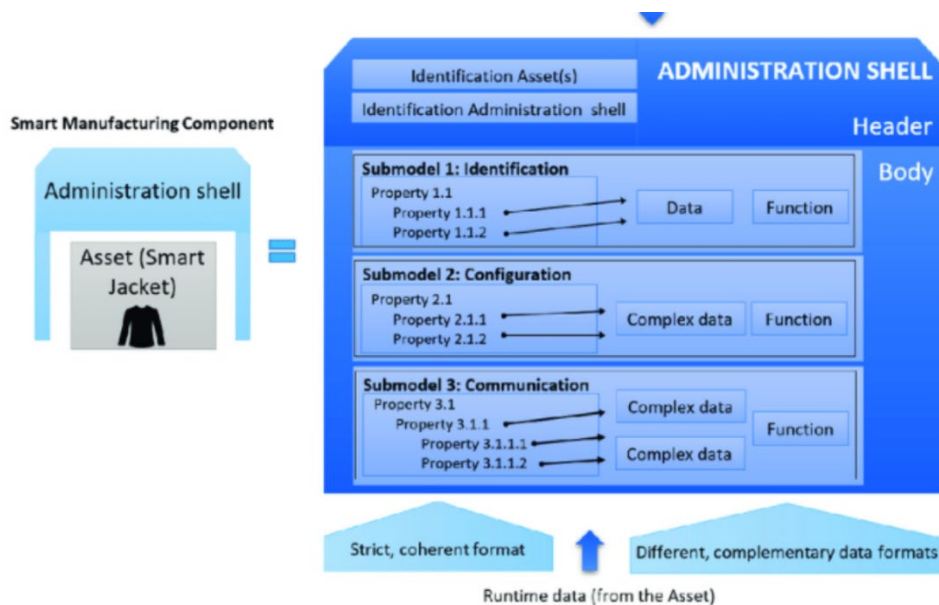 Smart Manufacturing Component
Administration shell
Asset (Smart
Jacket)
Identification Asset(s)
Identification Administration shell
ADMINISTRATION SHELL
Header
Body
Submodel 1: Identification
Property 1.1
Property 1.1.1
Property 1.1.2
Data
Function
Submodel 2: Configuration
Property 2.1
Property 2.1.1
Property 2.1.2
Complex data
Function
Submodel 3: Communication
Property 3.1
Property 3.1.1
Property 3.1.1.1
Property 3.1.1.2
Complex data
Complex data
Function
Strict, coherent format
Different, complementary data formats
Runtime data (from the Asset)